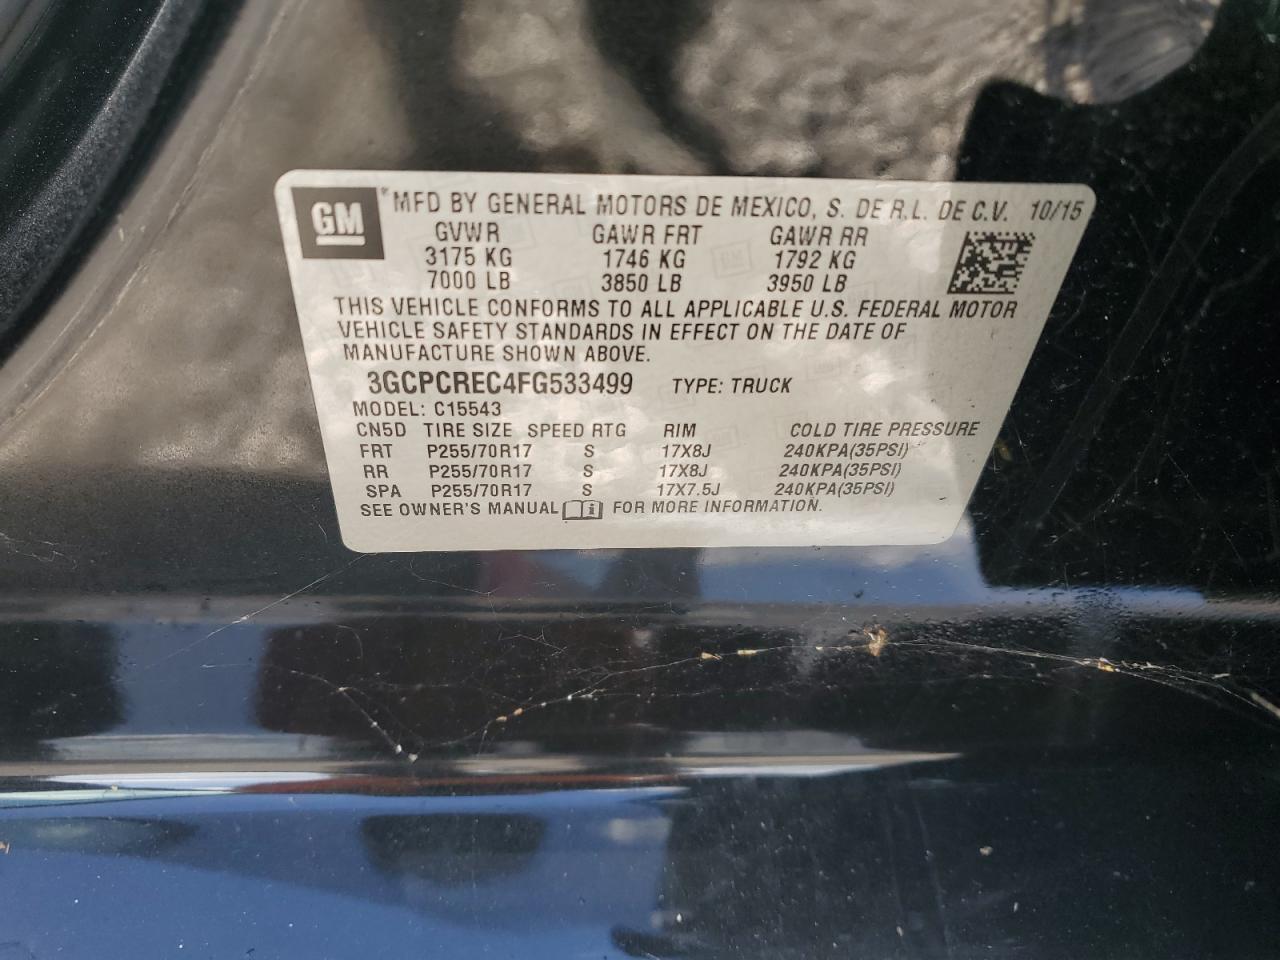 GM
MFD BY GENERAL MOTORS DE MEXICO, S. DE R.L. DE C.V. 10/15
GVWR GAWR FRT GAWR RR
3175 KG 1746 KG 1792 KG
7000 LB 3850 LB 3950 LB
THIS VEHICLE CONFORMS TO ALL APPLICABLE U.S. FEDERAL MOTOR
VEHICLE SAFETY STANDARDS IN EFFECT ON THE DATE OF
MANUFACTURE SHOWN ABOVE.
3GCPCREC4FG533499 TYPE: TRUCK
MODEL: C15543
CN5D TIRE SIZE SPEED RTG RIM COLD TIRE PRESSURE
FRT P255/70R17 S 17X8J 240KPA(35PSI)
RR P255/70R17 S 17X8J 240KPA(35PSI)
SPA P255/70R17 S 17X7.5J 240KPA(35PSI)
SEE OWNER'S MANUAL FOR MORE INFORMATION.